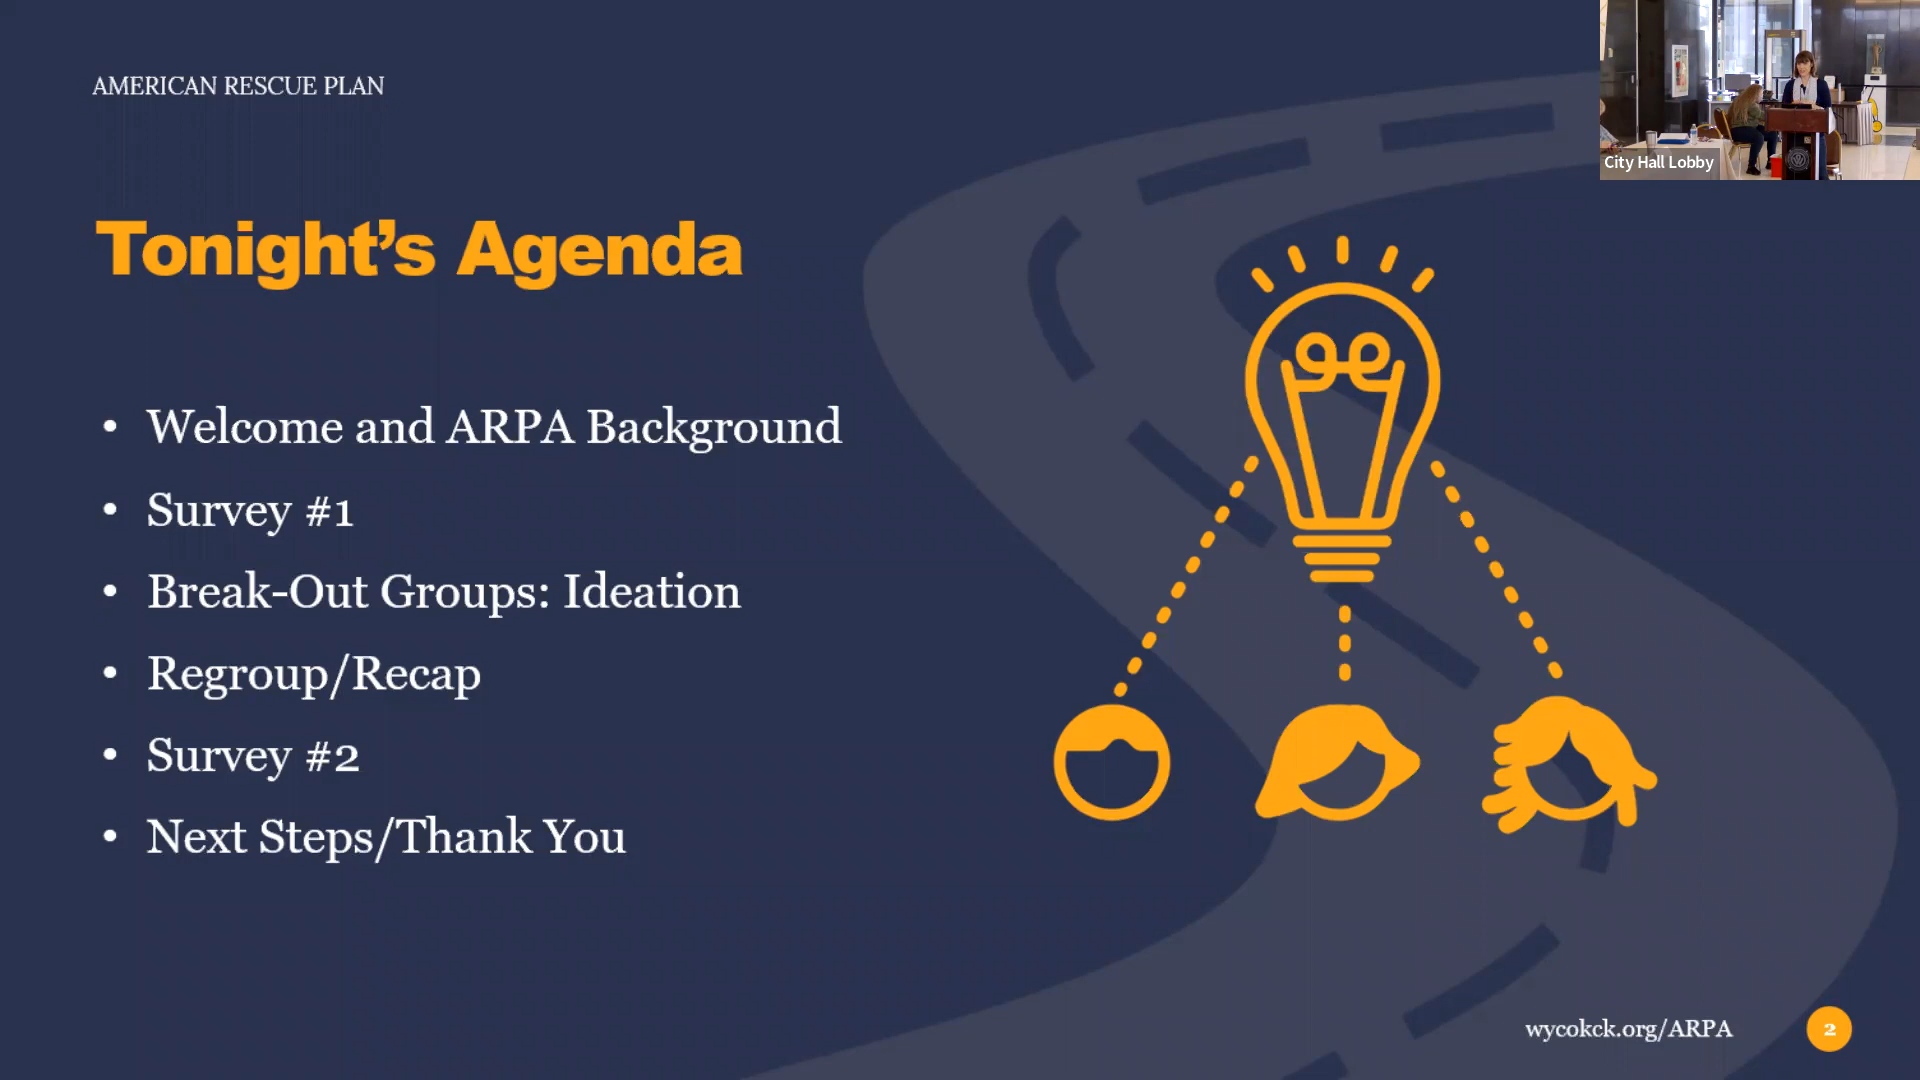 AMERICAN RESCUE PLAN
City Hall Lobby
Tonight’s Agenda
• Welcome and ARPA Background
• Survey #1
• Break-Out Groups: Ideation
• Regroup/Recap
• Survey #2
• Next Steps/Thank You
wycokck.org/ARPA
2